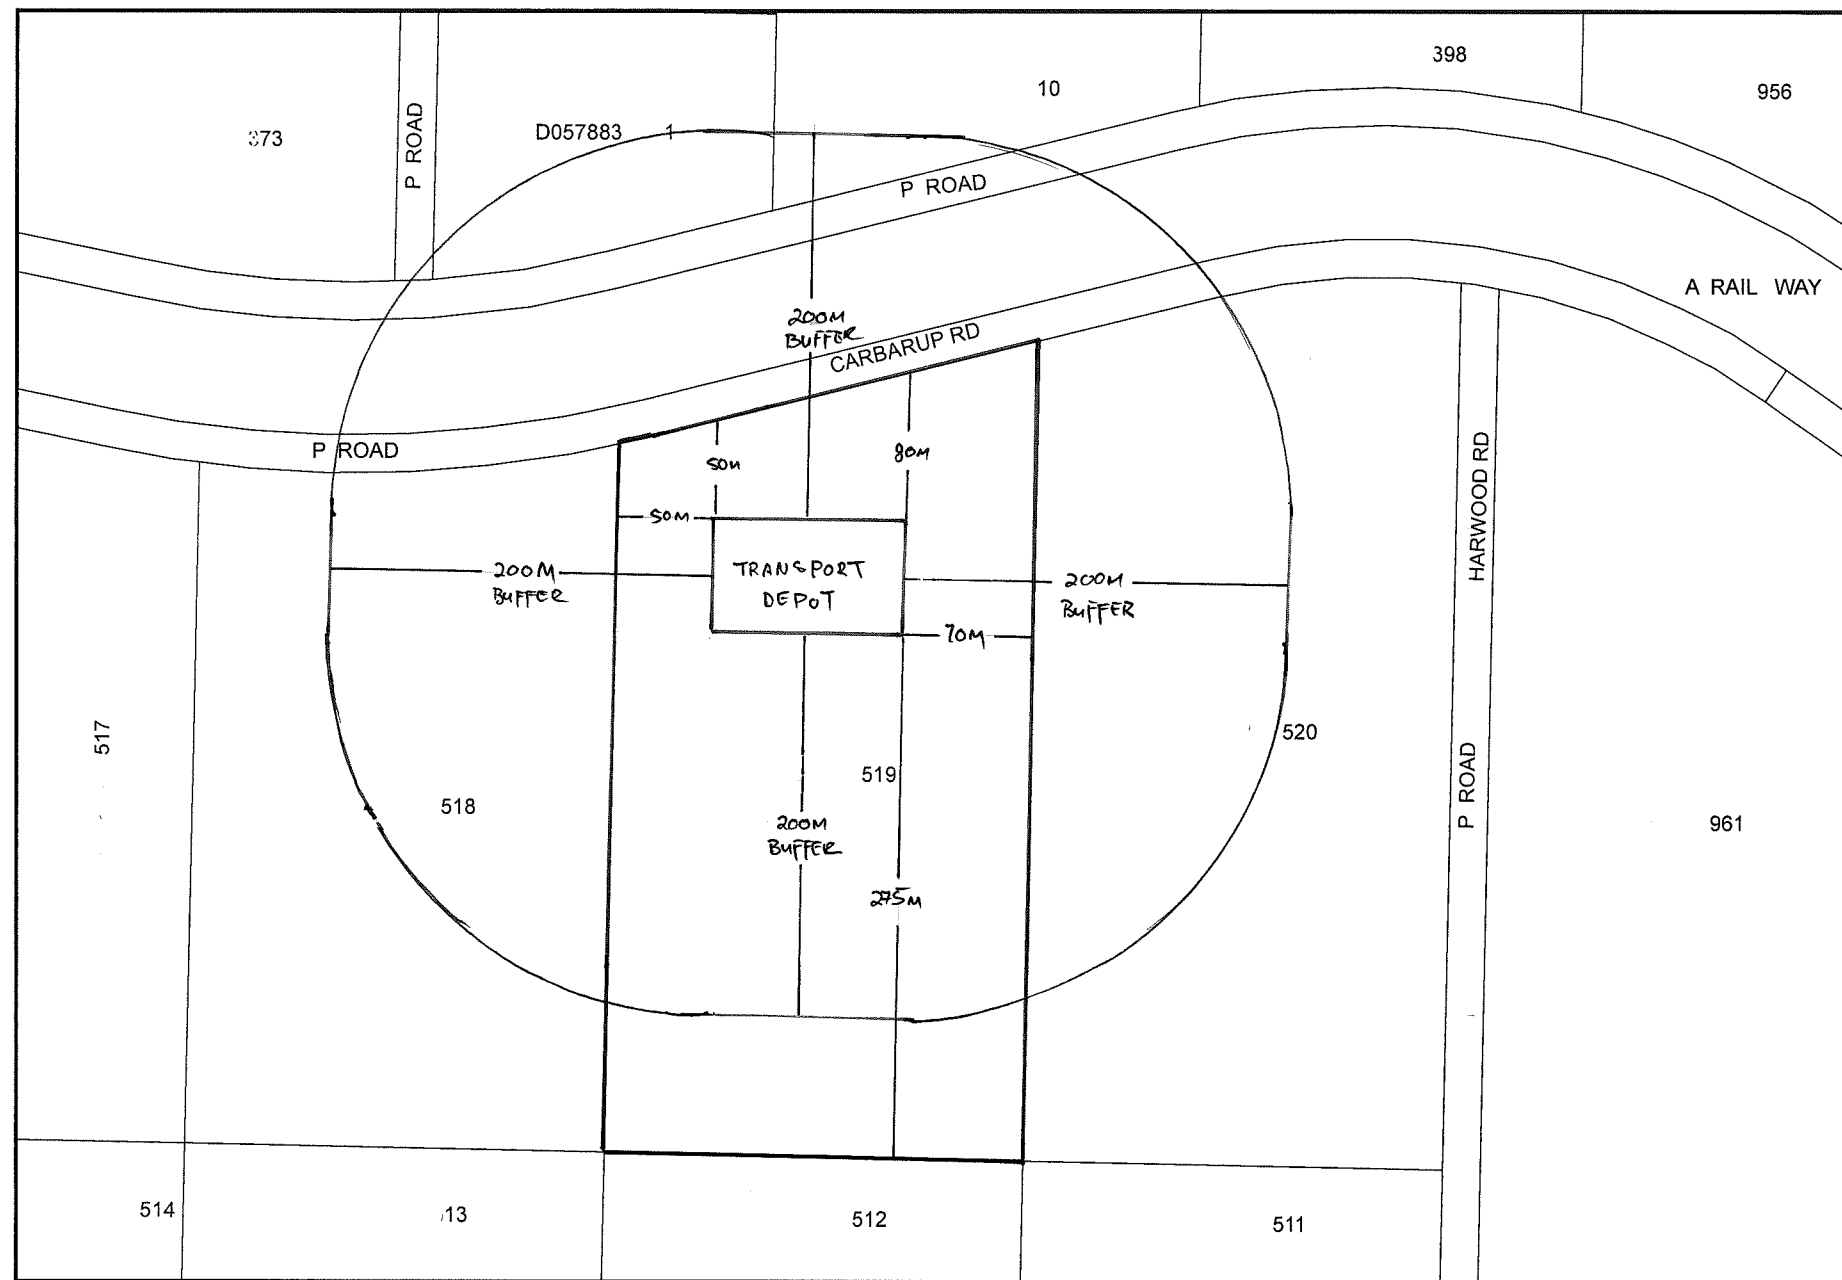 398
10
956
373
P ROAD
D057883
1
P ROAD
A RAIL WAY
200M
BUFFER
CARBARUP RD
P ROAD
50M
80M
HARWOOD RD
50M
200M
BUFFER
TRANSPORT
DEPOT
200M
BUFFER
70M
517
520
519
518
P ROAD
200M
BUFFER
961
275M
514
13
512
511